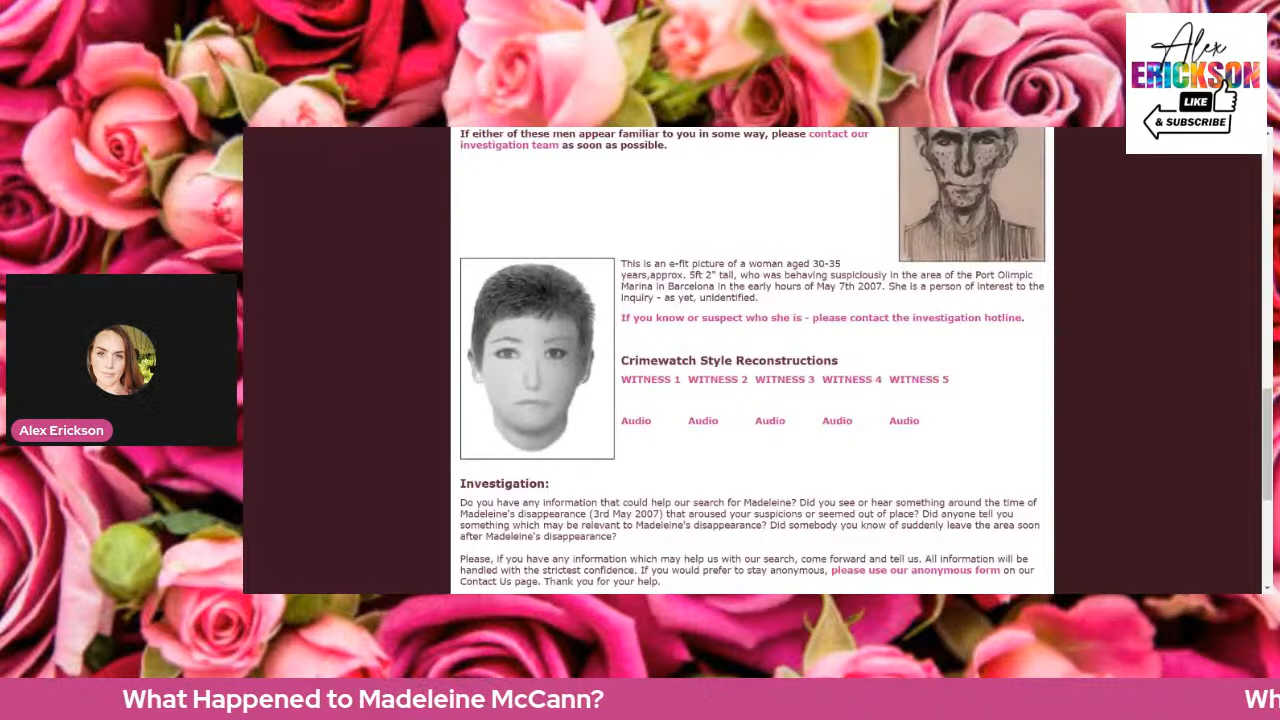 Alex
ERICKSON
LIKE
& SUBSCRIBE
If either of these men appear familiar to you in some way, please contact our
investigation team as soon as possible.
This is an e-fit picture of a woman aged 30-35
years,approx. 5ft 2" tall, who was behaving suspiciously in the area of the Port Olimpic
Marina in Barcelona in the early hours of May 7th 2007. She is a person of interest to the
inquiry - as yet, unidentified.
If you know or suspect who she is - please contact the investigation hotline.
Crimewatch Style Reconstructions
WITNESS 1 WITNESS 2 WITNESS 3 WITNESS 4 WITNESS 5
Audio Audio Audio Audio Audio
Investigation:
Do you have any information that could help our search for Madeleine? Did you see or hear something around the time of
Madeleine's disappearance (3rd May 2007) that aroused your suspicions or seemed out of place? Did anyone tell you
something which may be relevant to Madeleine's disappearance? Did somebody you know of suddenly leave the area soon
after Madeleine's disappearance?
Please, if you have any information which may help us with our search, come forward and tell us. All information will be
handled with the strictest confidence. If you would prefer to stay anonymous, please use our anonymous form on our
Contact Us page. Thank you for your help.
Alex Erickson
What Happened to Madeleine McCann? Wh